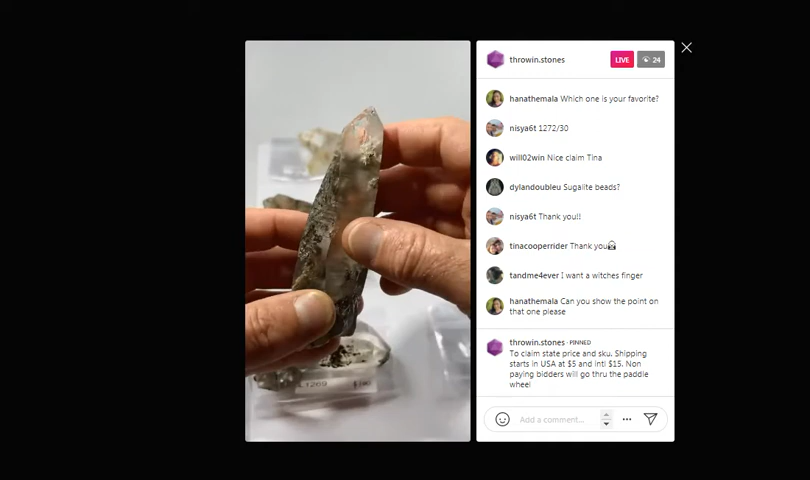 throwin.stones LIVE 24
hanathemala Which one is your favorite?
nisya6t 1272/30
will02win Nice claim Tina
dylandoubleu Sugalite beads?
nisya6t Thank you!!
tinacooperrider Thank you
tandme4ever I want a witches finger
hanathemala Can you show the point on
that one please
throwin.stones · PINNED
To claim state price and sku. Shipping
starts in USA at $5 and intl $15. Non
paying bidders will go thru the paddle
wheel
Add a comment...